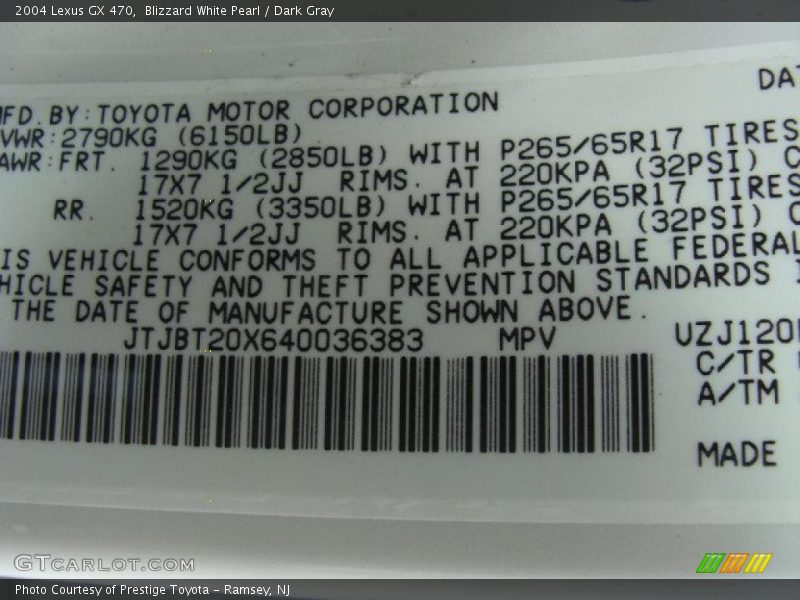 2004 Lexus GX 470,  Blizzard White Pearl / Dark Gray
DAT
MFD.BY:TOYOTA MOTOR CORPORATION
VWR:2790KG (6150LB)
AWR:FRT. 1290KG (2850LB) WITH P265/65R17 TIRES
17X7 1/2JJ RIMS. AT 220KPA (32PSI) C
RR. 1520KG (3350LB) WITH P265/65R17 TIRES
17X7 1/2JJ RIMS. AT 220KPA (32PSI) C
IS VEHICLE CONFORMS TO ALL APPLICABLE FEDERAL
HICLE SAFETY AND THEFT PREVENTION STANDARDS I
THE DATE OF MANUFACTURE SHOWN ABOVE.
JTJBT20X640036383 MPV UZJ120
C/TR
A/TM
MADE
GTCARLOT.COM
Photo Courtesy of Prestige Toyota - Ramsey, NJ